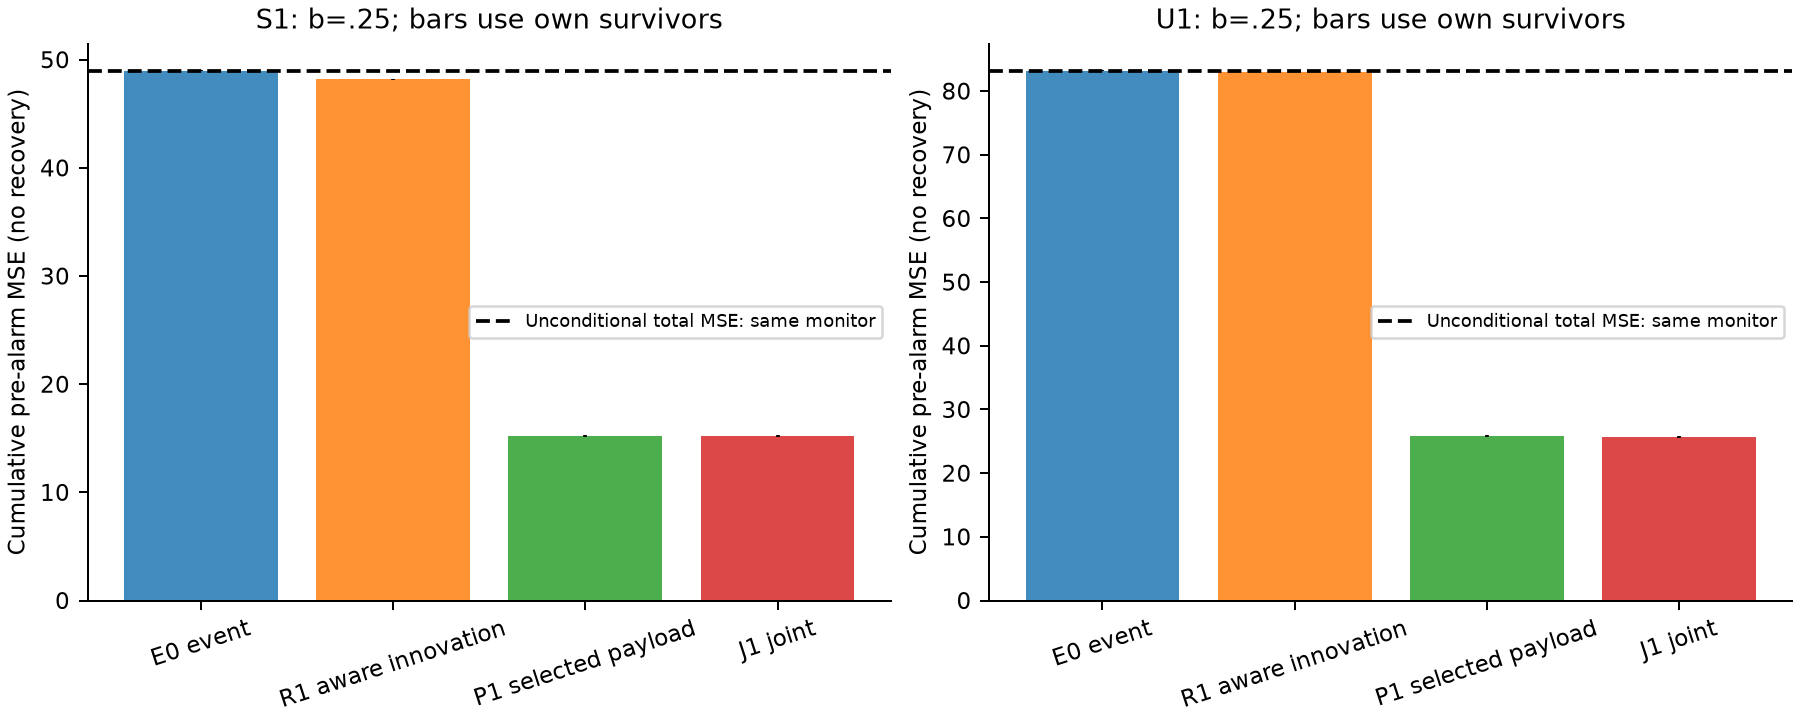 S1: b=.25; bars use own survivors
Cumulative pre-alarm MSE (no recovery)
50
40
30
20
10
0
Unconditional total MSE: same monitor
E0 event
R1 aware innovation
P1 selected payload
J1 joint
U1: b=.25; bars use own survivors
Cumulative pre-alarm MSE (no recovery)
80
70
60
50
40
30
20
10
0
Unconditional total MSE: same monitor
E0 event
R1 aware innovation
P1 selected payload
J1 joint